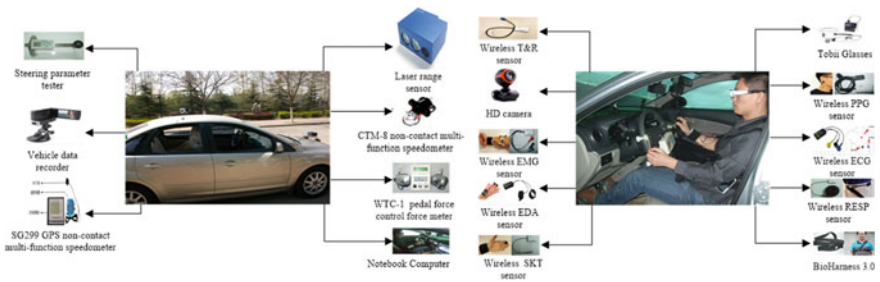 Steering parameter
tester
Vehicle data
recorder
SG299 GPS non-contact
multi-function speedometer
Laser range
sensor
CTM-8 non-contact multi-
function speedometer
WTC-1 pedal force
control force meter
Notebook Computer
Wireless T&R
sensor
HD camera
Wireless EMG
sensor
Wireless EDA
sensor
Wireless SKT
sensor
Tobii Glasses
Wireless PPG
sensor
Wireless ECG
sensor
Wireless RESP
sensor
BioHarness 3.0